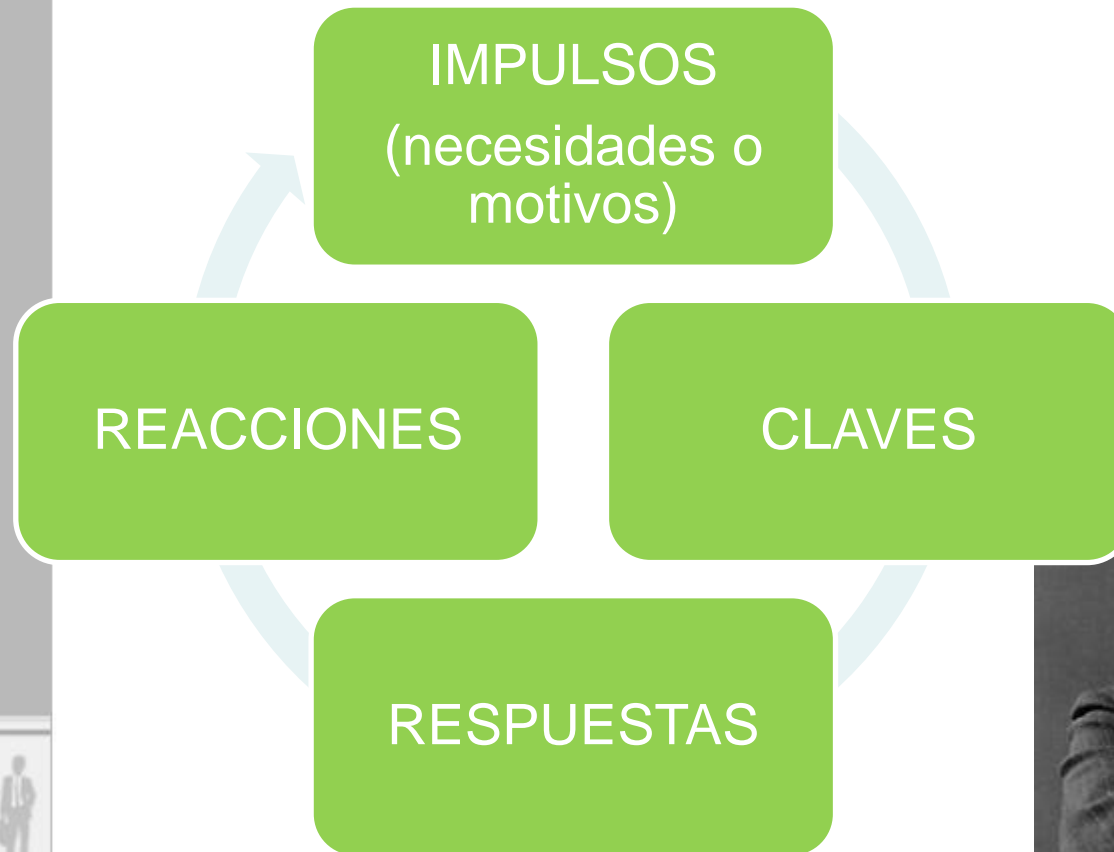 IMPULSOS
(necesidades o
motivos)
REACCIONES
CLAVES
RESPUESTAS